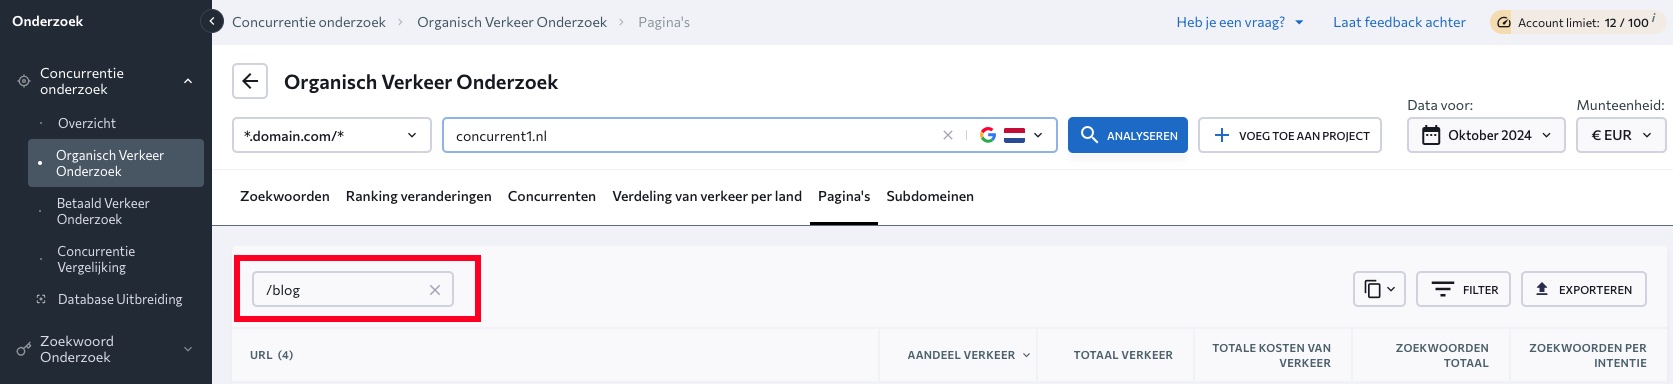 Onderzoek
Concurrentie
onderzoek
Overzicht
Organisch Verkeer
Onderzoek
Betaald Verkeer
Onderzoek
Concurrentie
Vergelijking
Database Uitbreiding
Zoekwoord
Onderzoek
Concurrentie onderzoek > Organisch Verkeer Onderzoek > Pagina's
Heb je een vraag? Laat feedback achter Account limiet: 12 / 100 i
Organisch Verkeer Onderzoek
Data voor: Munteenheid:
*.domain.com/* concurrent1.nl ANALYSEREN VOEG TOE AAN PROJECT Oktober 2024 € EUR
Zoekwoorden Ranking veranderingen Concurrenten Verdeling van verkeer per land Pagina's Subdomeinen
/blog FILTER EXPORTEREN
URL (4) AANDEEL VERKEER TOTAAL VERKEER
TOTALE KOSTEN VAN
VERKEER
ZOEKWOORDEN
TOTAAL
ZOEKWOORDEN PER
INTENTIE